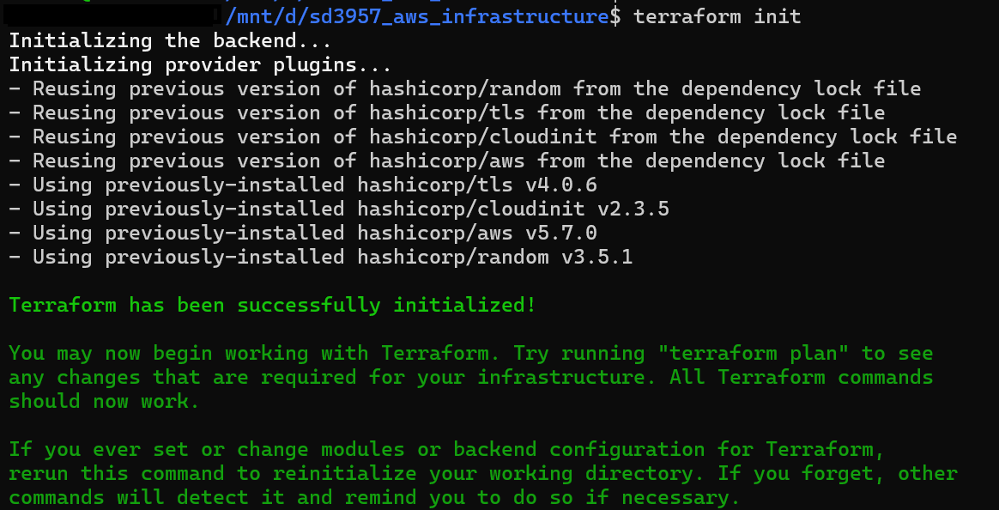 /mnt/d/sd3957_aws_infrastructure$ terraform init
Initializing the backend...
Initializing provider plugins...
- Reusing previous version of hashicorp/random from the dependency lock file
- Reusing previous version of hashicorp/tls from the dependency lock file
- Reusing previous version of hashicorp/cloudinit from the dependency lock file
- Reusing previous version of hashicorp/aws from the dependency lock file
- Using previously-installed hashicorp/tls v4.0.6
- Using previously-installed hashicorp/cloudinit v2.3.5
- Using previously-installed hashicorp/aws v5.7.0
- Using previously-installed hashicorp/random v3.5.1
Terraform has been successfully initialized!
You may now begin working with Terraform. Try running "terraform plan" to see
any changes that are required for your infrastructure. All Terraform commands
should now work.
If you ever set or change modules or backend configuration for Terraform,
rerun this command to reinitialize your working directory. If you forget, other
commands will detect it and remind you to do so if necessary.